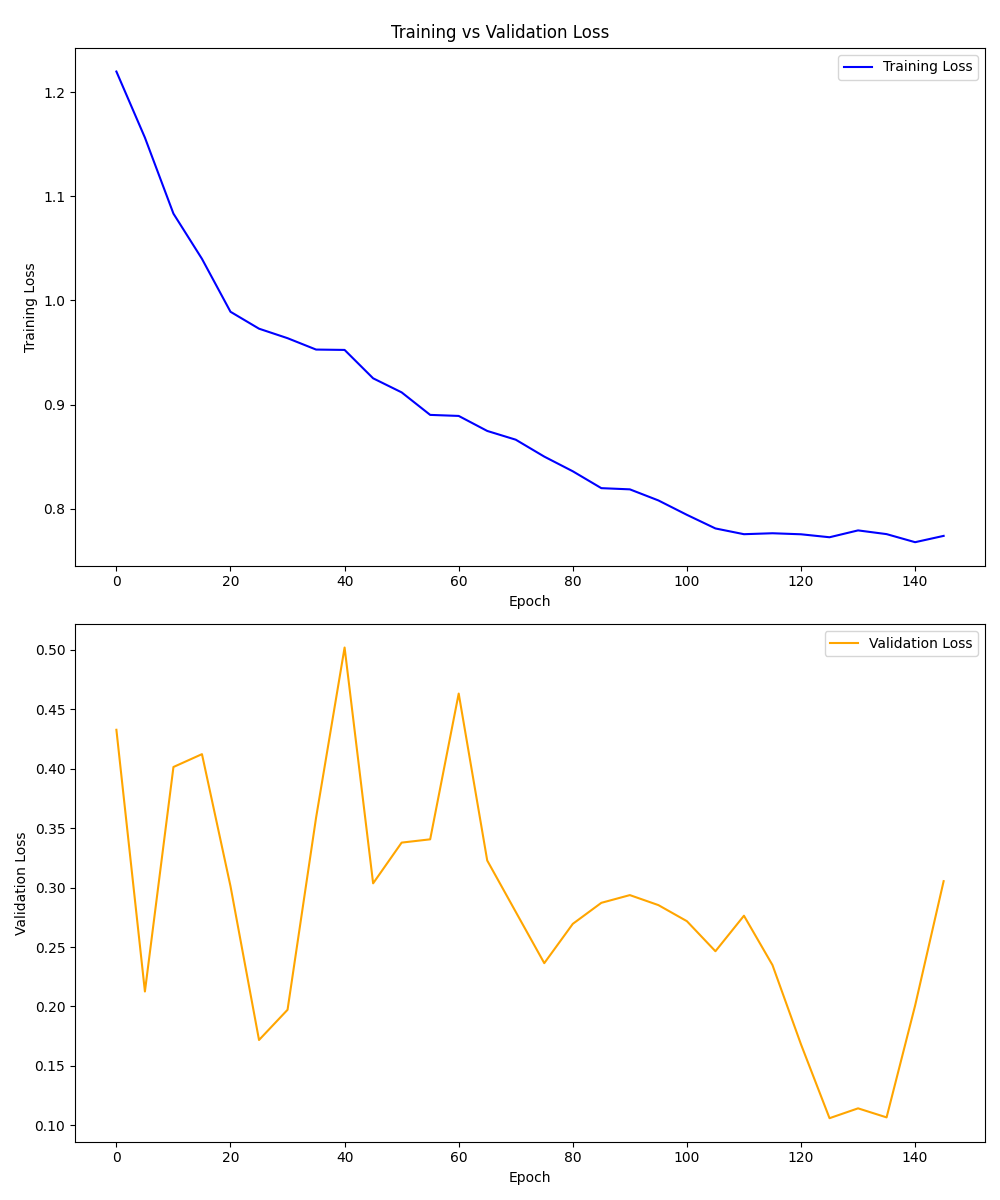 Training vs Validation Loss
Training Loss
1.2
1.1
1.0
0.9
0.8
Training Loss
0 20 40 60 80 100 120 140
Epoch
Validation Loss
0.50
0.45
0.40
0.35
0.30
0.25
0.20
0.15
0.10
Validation Loss
0 20 40 60 80 100 120 140
Epoch